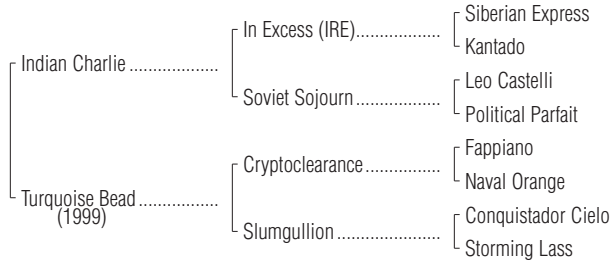 Siberian Express
In Excess (IRE)...................
Kantado
Indian Charlie ....................
Leo Castelli
Soviet Sojourn ...................
Political Parfait
Fappiano
Cryptoclearance .................
Naval Orange
Turquoise Bead ..................
(1999)
Conquistador Cielo
Slumgullion .......................
Storming Lass